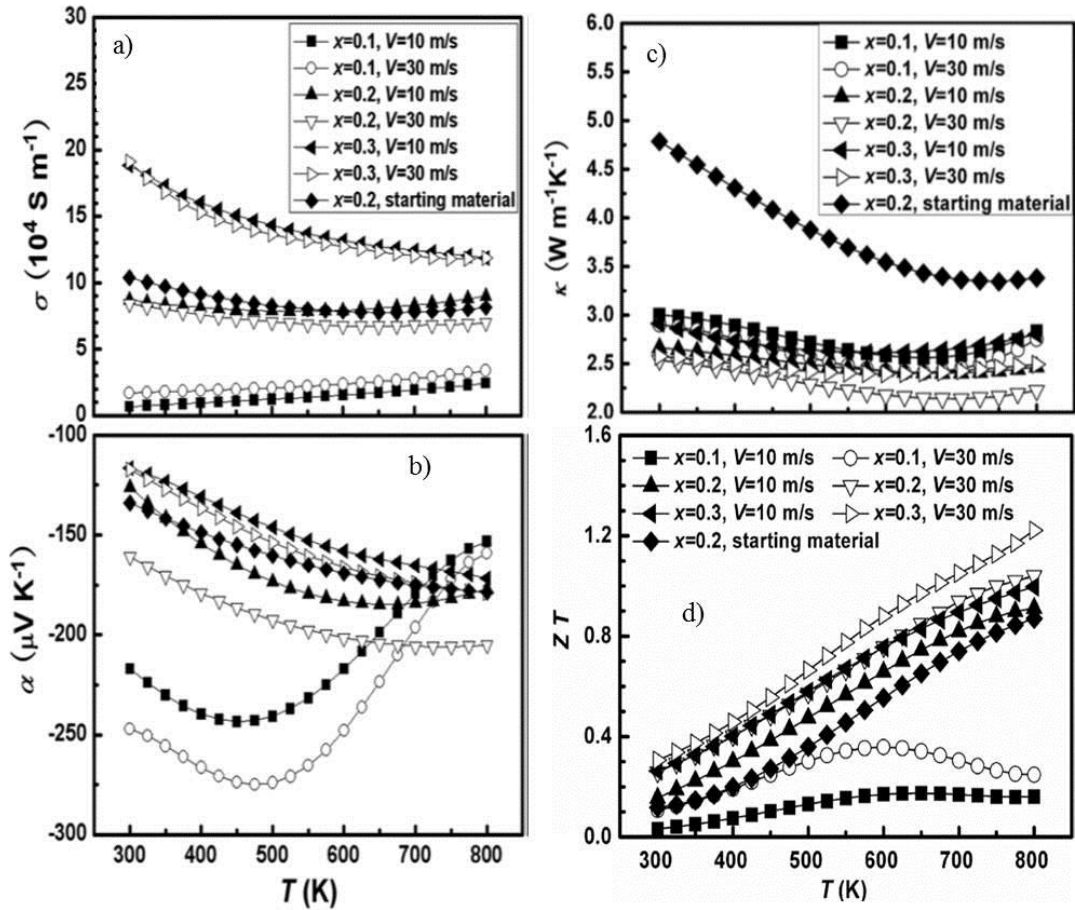 30
25
20
15
10
5
0
σ (10⁴ S m⁻¹)
a)
x=0.1, V=10 m/s
x=0.1, V=30 m/s
x=0.2, V=10 m/s
x=0.2, V=30 m/s
x=0.3, V=10 m/s
x=0.3, V=30 m/s
x=0.2, starting material
6.0
5.5
5.0
4.5
4.0
3.5
3.0
2.5
2.0
κ (W m⁻¹K⁻¹)
c)
x=0.1, V=10 m/s
x=0.1, V=30 m/s
x=0.2, V=10 m/s
x=0.2, V=30 m/s
x=0.3, V=10 m/s
x=0.3, V=30 m/s
x=0.2, starting material
-100
-150
-200
-250
-300
α (μV K⁻¹)
b)
300 400 500 600 700 800
T (K)
1.6
1.2
0.8
0.4
0.0
Z T
x=0.1, V=10 m/s x=0.1, V=30 m/s
x=0.2, V=10 m/s x=0.2, V=30 m/s
x=0.3, V=10 m/s x=0.3, V=30 m/s
x=0.2, starting material
d)
300 400 500 600 700 800
T (K)